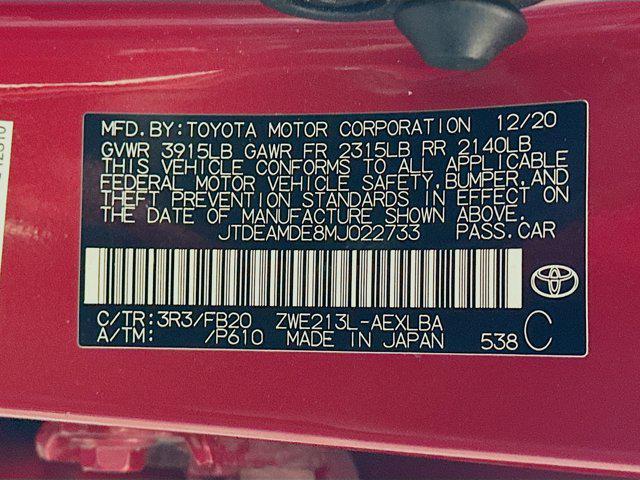 MFD. BY: TOYOTA MOTOR CORPORATION 12/20
GVWR 3915LB GAWR FR 2315LB RR 2140LB
THIS VEHICLE CONFORMS TO ALL APPLICABLE
FEDERAL MOTOR VEHICLE SAFETY, BUMPER, AND
THEFT PREVENTION STANDARDS IN EFFECT ON
THE DATE OF MANUFACTURE SHOWN ABOVE.
JTDEAMDE8MJ022733 PASS. CAR
C/TR: 3R3/FB20 ZWE213L-AEXLBA
A/TM: /P610 MADE IN JAPAN 538 C